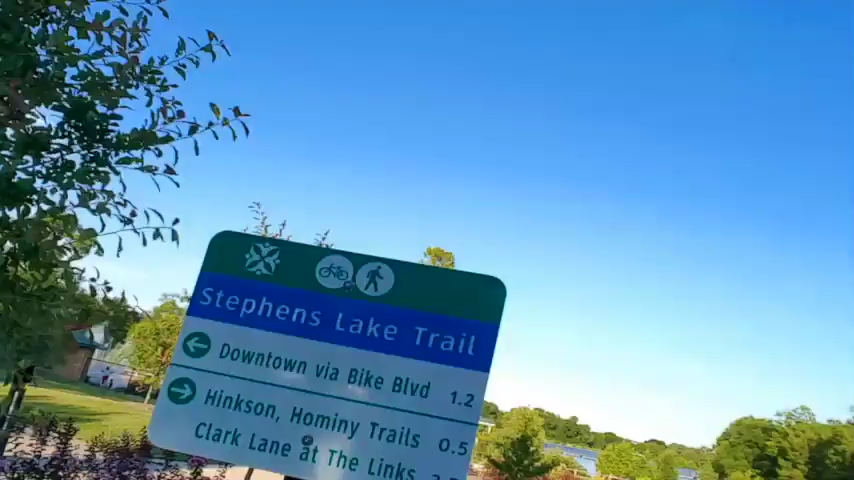 Stephens Lake Trail
Downtown via Bike Blvd 1.2
Hinkson, Hominy Trails 0.5
Clark Lane at The Links